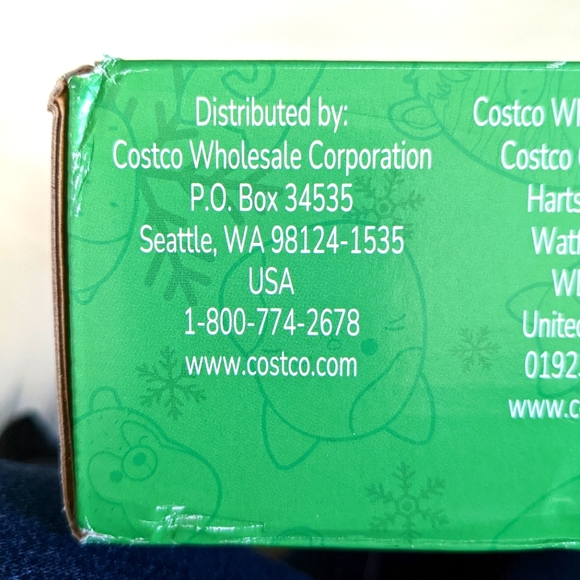 Distributed by:
Costco Wholesale Corporation
P.O. Box 34535
Seattle, WA 98124-1535
USA
1-800-774-2678
www.costco.com
Costco
Costco
United